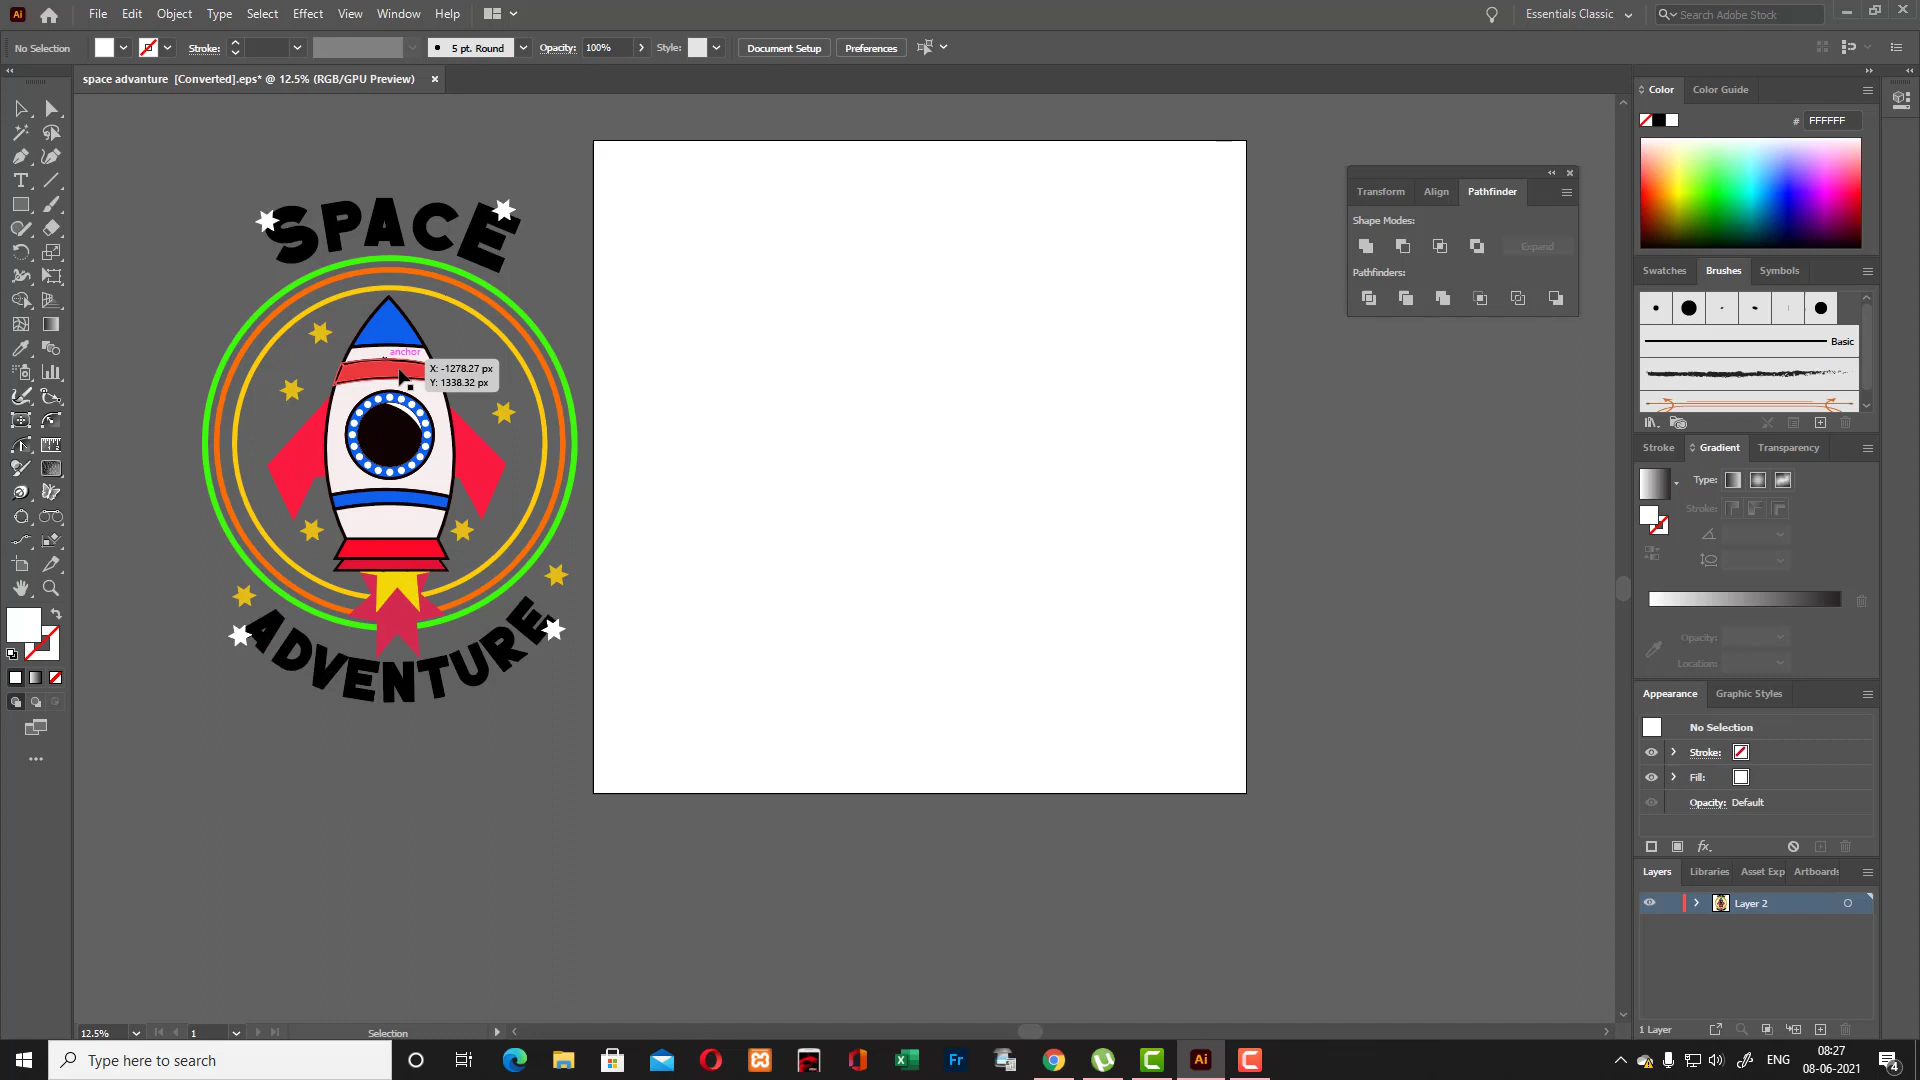 Ai File Edit Object Type Select Effect View Window Help Essentials Classic Search Adobe Stock
No Selection Stroke: 5 pt. Round Opacity: 100% Style: Document Setup Preferences
space advanture [Converted].eps* @ 12.5% (RGB/GPU Preview)
SPACE
anchor
X: -1278.27 px
Y: 1338.32 px
ADVENTURE
Transform Align Pathfinder
Shape Modes:
Expand
Pathfinders:
Color Color Guide
# FFFFFF
Swatches Brushes Symbols
Basic
Stroke Gradient Transparency
Type:
Stroke:
Opacity:
Location:
Appearance Graphic Styles
No Selection
Stroke:
Fill:
Opacity: Default
Layers Libraries Asset Exp Artboards
Layer 2
1 Layer
12.5% 1 Selection
Type here to search
Fr
Ai
ENG
08:27
08-06-2021
4